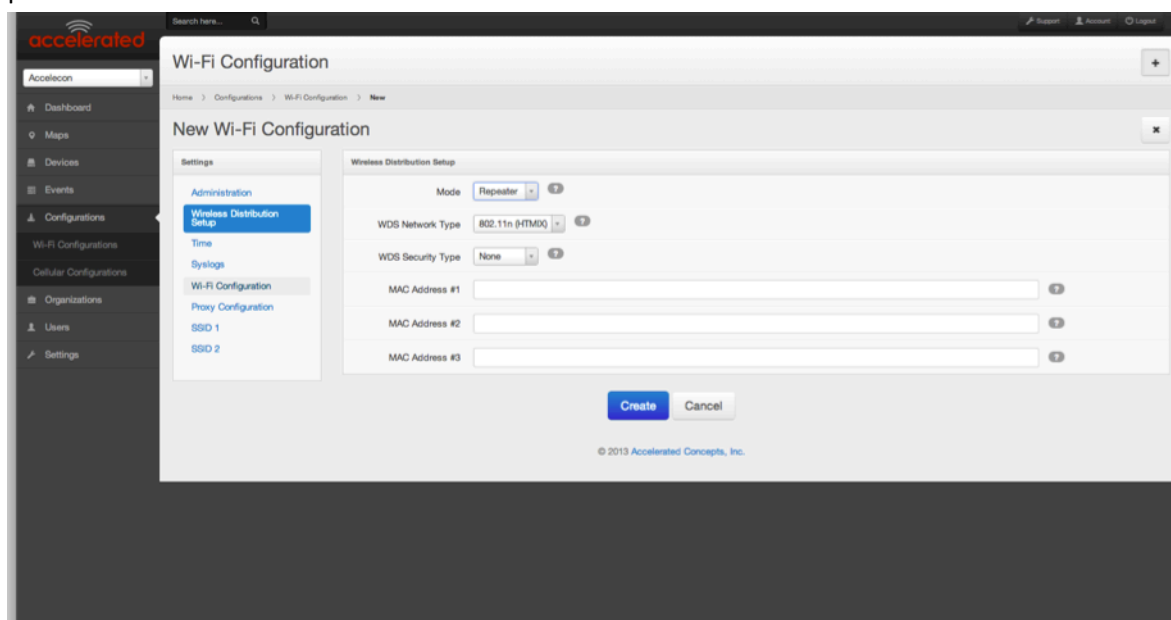 Search here...
Support Account Logout
accelerated
Accelecon
Dashboard
Maps
Devices
Events
Configurations
Wi-Fi Configurations
Cellular Configurations
Organizations
Users
Settings
Wi-Fi Configuration
+
Home > Configurations > Wi-Fi Configuration > New
New Wi-Fi Configuration
x
Settings
Administration
Wireless Distribution
Setup
Time
Syslogs
Wi-Fi Configuration
Proxy Configuration
SSID 1
SSID 2
Wireless Distribution Setup
Mode Repeater ?
WDS Network Type 802.11n (HTMIX) ?
WDS Security Type None ?
MAC Address #1 ?
MAC Address #2 ?
MAC Address #3 ?
Create Cancel
© 2013 Accelerated Concepts, Inc.